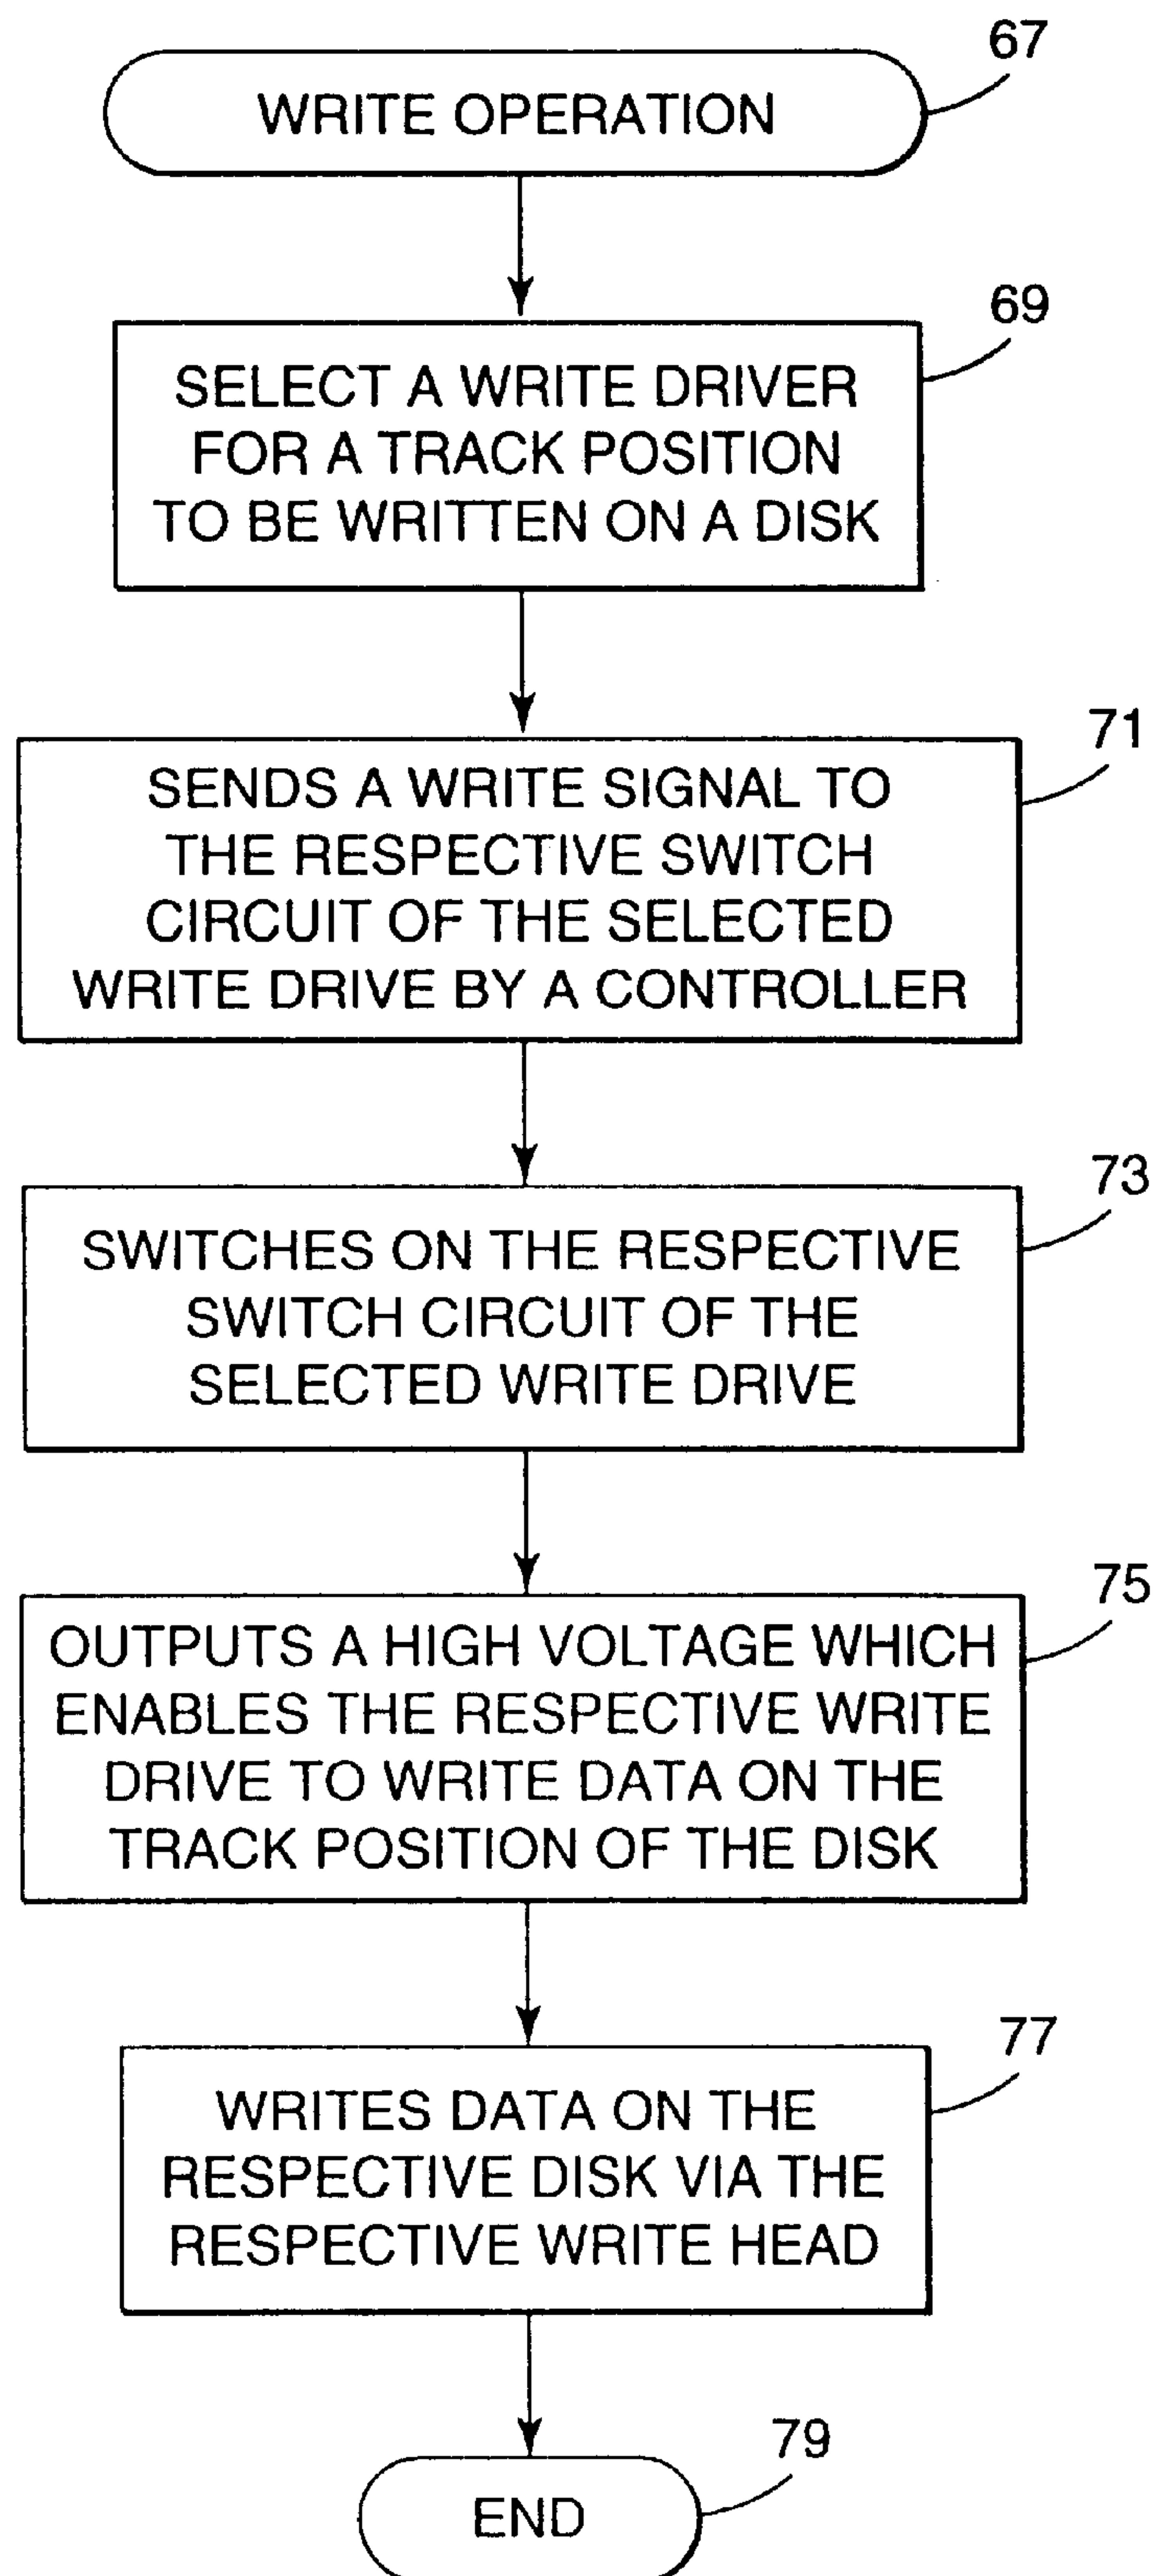 67
WRITE OPERATION
69
SELECT A WRITE DRIVER
FOR A TRACK POSITION
TO BE WRITTEN ON A DISK
71
SENDS A WRITE SIGNAL TO
THE RESPECTIVE SWITCH
CIRCUIT OF THE SELECTED
WRITE DRIVE BY A CONTROLLER
73
SWITCHES ON THE RESPECTIVE
SWITCH CIRCUIT OF THE
SELECTED WRITE DRIVE
75
OUTPUTS A HIGH VOLTAGE WHICH
ENABLES THE RESPECTIVE WRITE
DRIVE TO WRITE DATA ON THE
TRACK POSITION OF THE DISK
77
WRITES DATA ON THE
RESPECTIVE DISK VIA THE
RESPECTIVE WRITE HEAD
79
END